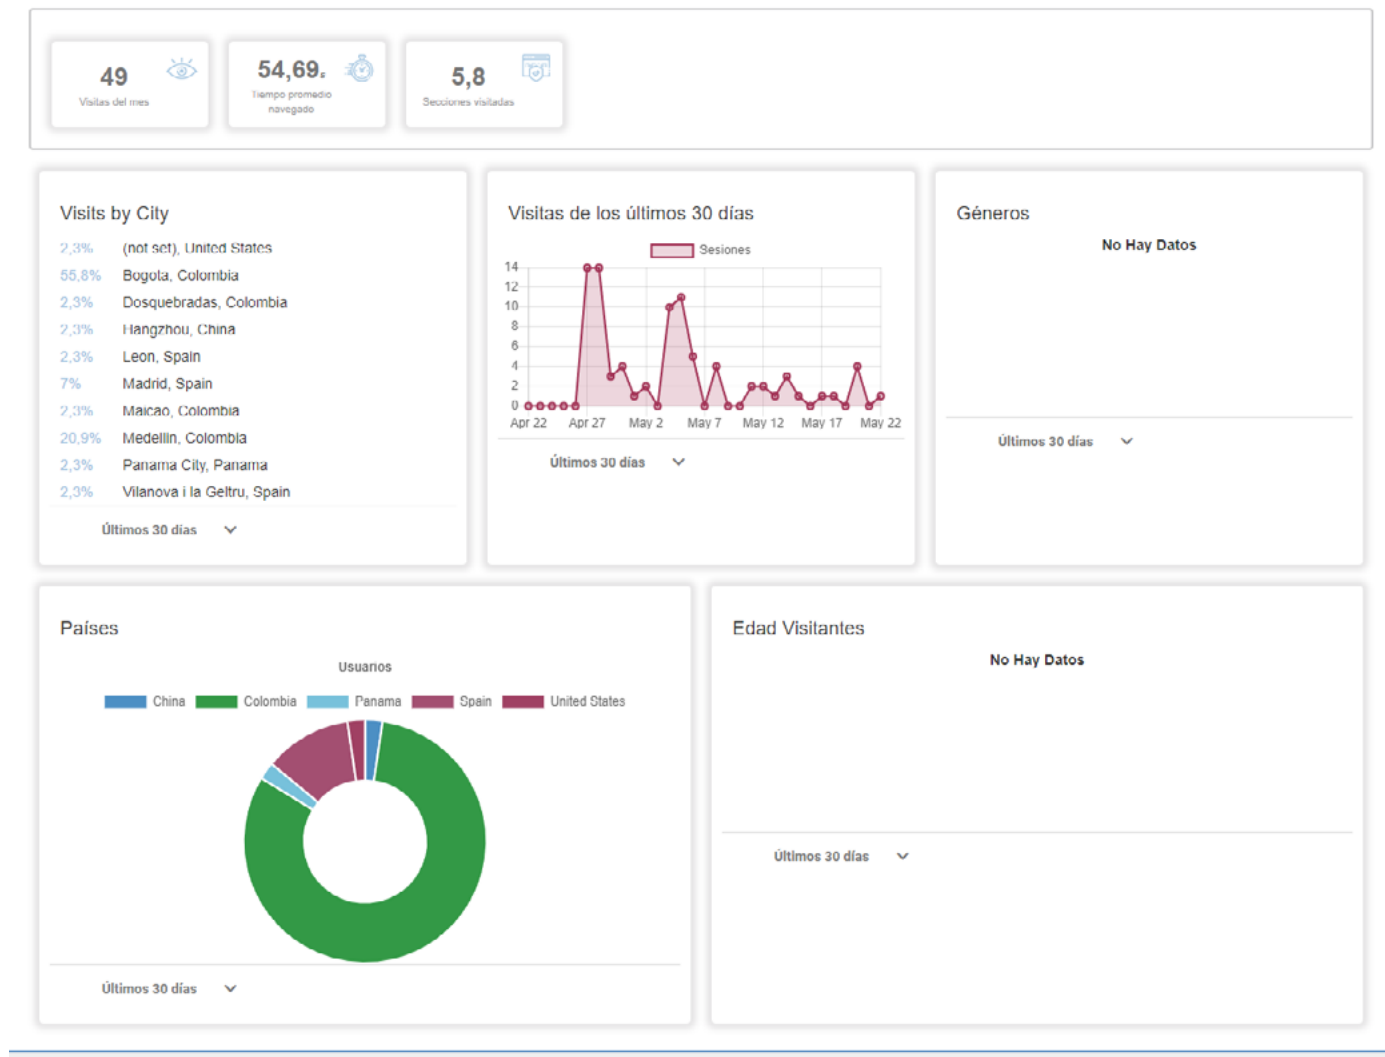 49
Visitas del mes
54,69s
Tiempo promedio
navegado
5,8
Secciones visitadas
Visits by City
2,3% (not set), United States
55,8% Bogota, Colombia
2,3% Dosquebradas, Colombia
2,3% Hangzhou, China
2,3% Leon, Spain
7% Madrid, Spain
2,3% Maicao, Colombia
20,9% Medellin, Colombia
2,3% Panama City, Panama
2,3% Vilanova i la Geltru, Spain
Últimos 30 días
Visitas de los últimos 30 días
Sesiones
14
12
10
8
6
4
2
0
Apr 22 Apr 27 May 2 May 7 May 12 May 17 May 22
Últimos 30 días
Géneros
No Hay Datos
Últimos 30 días
Países
Usuarios
China Colombia Panama Spain United States
Últimos 30 días
Edad Visitantes
No Hay Datos
Últimos 30 días